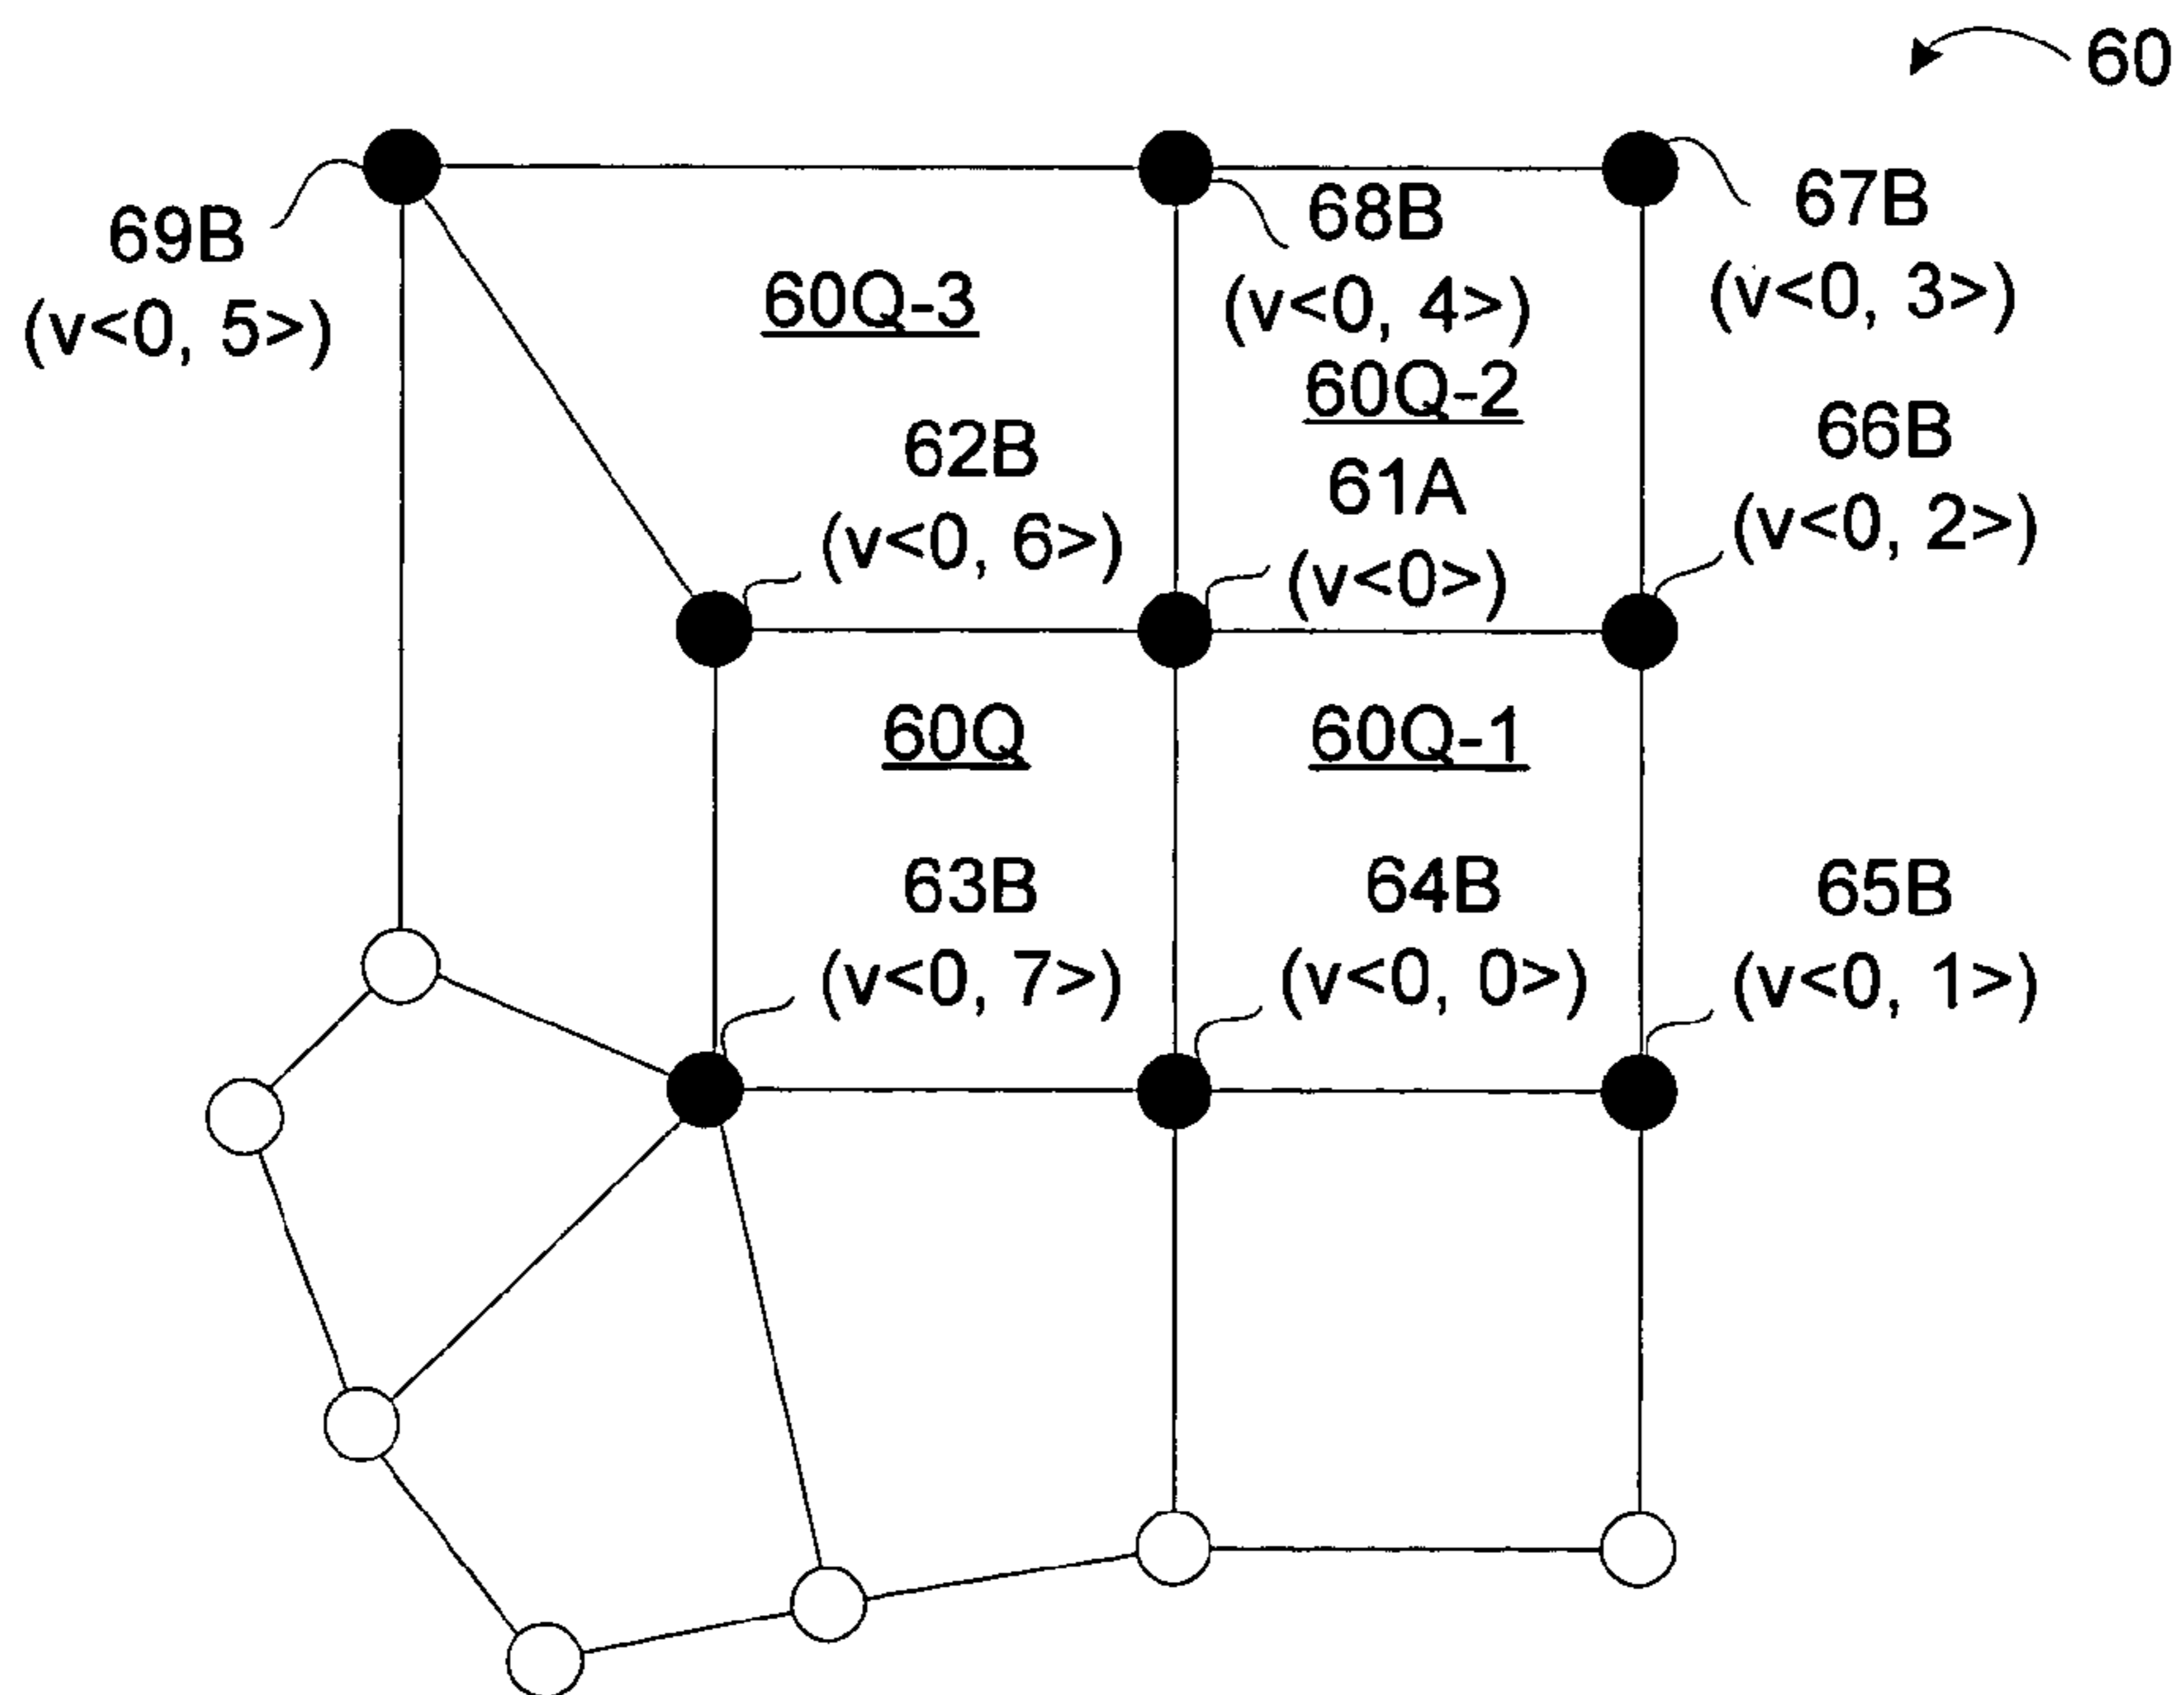 60
69B
(v<0, 5>)
68B
(v<0, 4>)
67B
(v<0, 3>)
60Q-3
60Q-2
62B
(v<0, 6>)
61A
(v<0>)
66B
(v<0, 2>)
60Q
60Q-1
63B
(v<0, 7>)
64B
(v<0, 0>)
65B
(v<0, 1>)